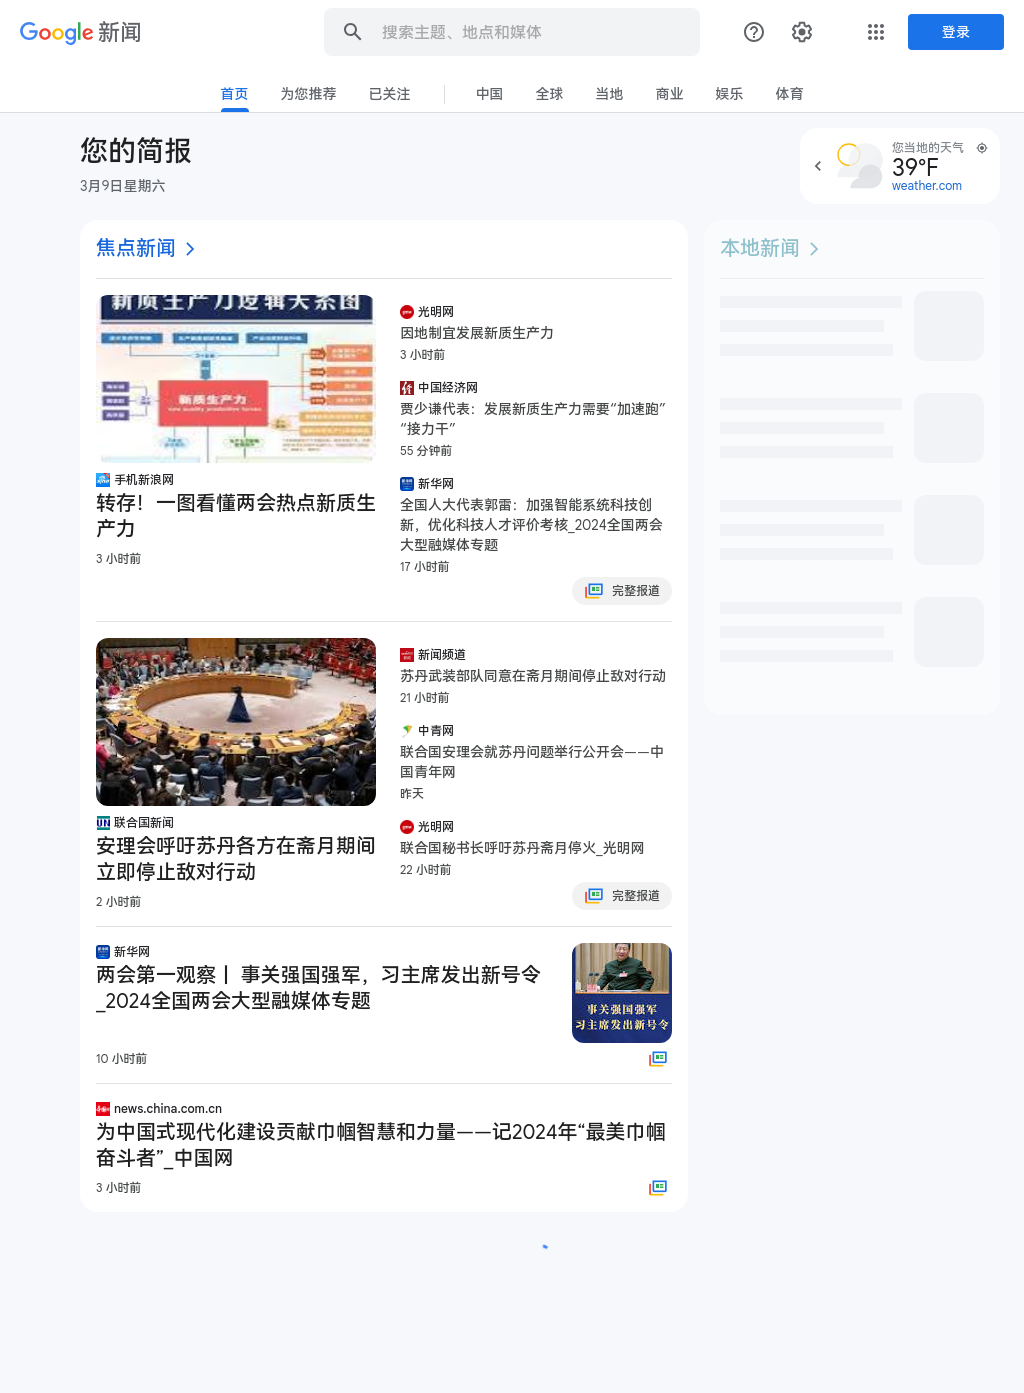 Google 新闻
搜索主题、地点和媒体
登录
首页
为您推荐
已关注
中国
全球
当地
商业
娱乐
体育
您的简报
3月9日星期六
您当地的天气
39°F
weather.com
焦点新闻
本地新闻
新质生产力逻辑关系图
新质生产力
手机新浪网
转存！一图看懂两会热点新质生
产力
3 小时前
光明网
因地制宜发展新质生产力
3 小时前
中国经济网
贾少谦代表：发展新质生产力需要“加速跑”
“接力干”
55 分钟前
新华网
全国人大代表郭雷：加强智能系统科技创
新，优化科技人才评价考核_2024全国两会
大型融媒体专题
17 小时前
完整报道
UN 联合国新闻
安理会呼吁苏丹各方在斋月期间
立即停止敌对行动
2 小时前
新闻频道
苏丹武装部队同意在斋月期间停止敌对行动
21 小时前
中青网
联合国安理会就苏丹问题举行公开会——中
国青年网
昨天
光明网
联合国秘书长呼吁苏丹斋月停火_光明网
22 小时前
完整报道
新华网
两会第一观察丨 事关强国强军，习主席发出新号令
_2024全国两会大型融媒体专题
10 小时前
事关强国强军
习主席发出新号令
news.china.com.cn
为中国式现代化建设贡献巾帼智慧和力量——记2024年“最美巾帼
奋斗者”_中国网
3 小时前